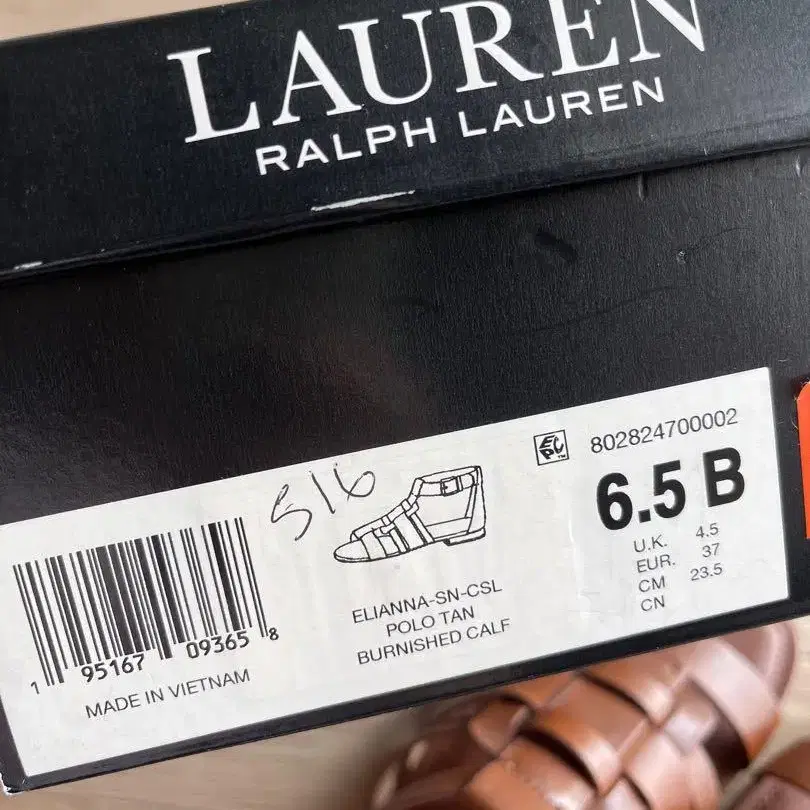 LAUREN
RALPH LAUREN
EPC
802824700002
6.5 B
U.K. 4.5
EUR. 37
CM 23.5
CN
516
ELIANNA-SN-CSL
POLO TAN
BURNISHED CALF
1 95167 09365 8
MADE IN VIETNAM